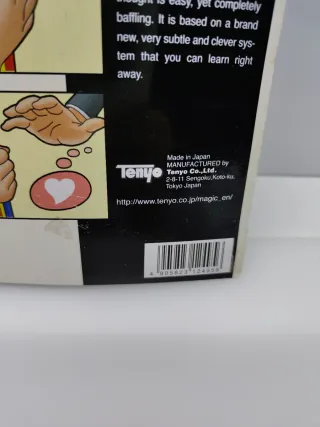 thought is easy, yet completely
baffling. It is based on a brand
new, very subtle and clever sys-
tem that you can learn right
away.
Tenyo
Made in Japan
MANUFACTURED by
Tenyo Co.,Ltd.
2-8-11 Sengoku,Koto-ku,
Tokyo Japan
http://www.tenyo.co.jp/magic_en/